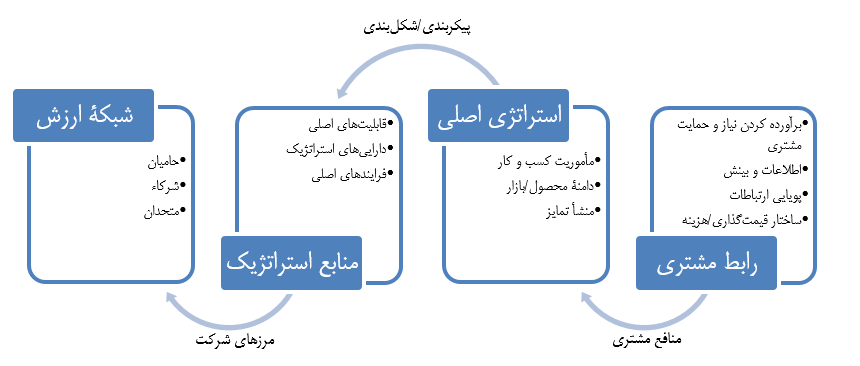 پیکربندی/شکل‌بندی
رابط مشتری
برآورده کردن نیاز و حمایت
مشتری
اطلاعات و بینش
پویایی ارتباطات
ساختار قیمت‌گذاری/هزینه
منافع مشتری
استراتژی اصلی
مأموریت کسب و کار
دامنۀ محصول/بازار
منشأ تمایز
قابلیت‌های اصلی
دارایی‌های استراتژیک
فرایندهای اصلی
منابع استراتژیک
مرزهای شرکت
شبکۀ ارزش
حامیان
شرکاء
متحدان